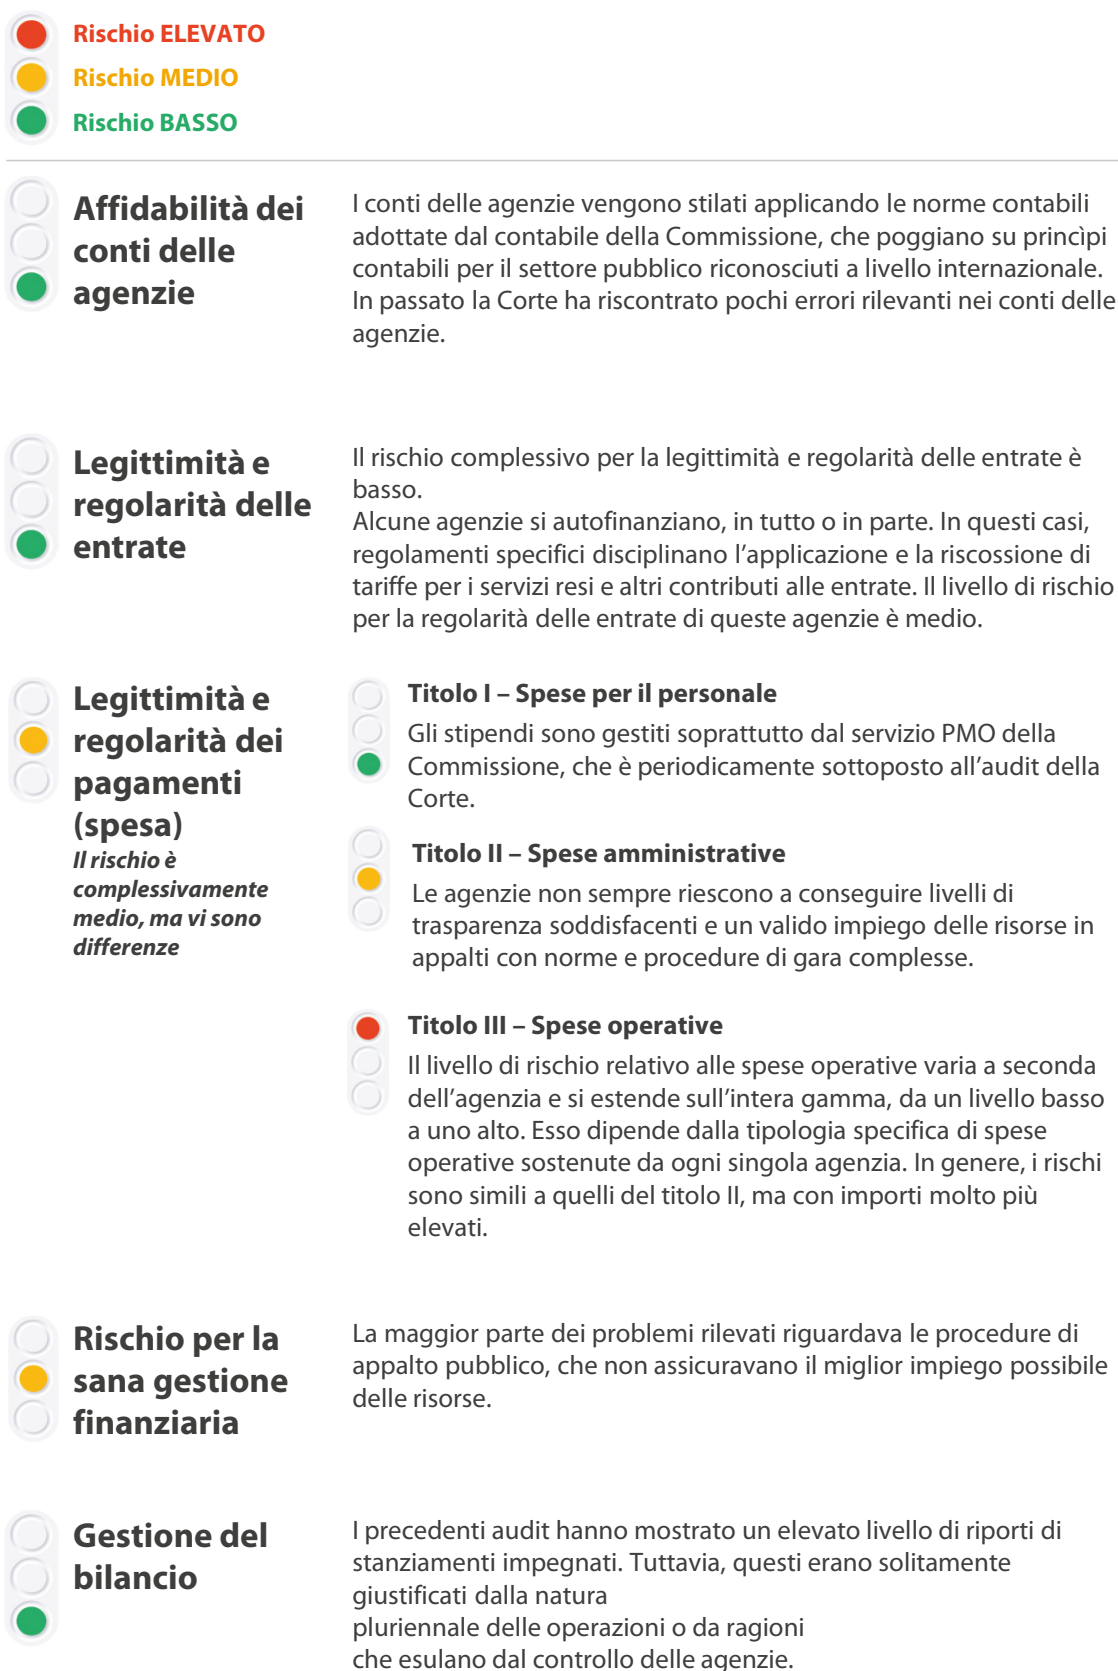 Rischio ELEVATO
Rischio MEDIO
Rischio BASSO
Affidabilità dei
conti delle
agenzie
I conti delle agenzie vengono stilati applicando le norme contabili
adottate dal contabile della Commissione, che poggiano su princìpi
contabili per il settore pubblico riconosciuti a livello internazionale.
In passato la Corte ha riscontrato pochi errori rilevanti nei conti delle
agenzie.
Legittimità e
regolarità delle
entrate
Il rischio complessivo per la legittimità e regolarità delle entrate è
basso.
Alcune agenzie si autofinanziano, in tutto o in parte. In questi casi,
regolamenti specifici disciplinano l’applicazione e la riscossione di
tariffe per i servizi resi e altri contributi alle entrate. Il livello di rischio
per la regolarità delle entrate di queste agenzie è medio.
Legittimità e
regolarità dei
pagamenti
(spesa)
Il rischio è
complessivamente
medio, ma vi sono
differenze
Titolo I – Spese per il personale
Gli stipendi sono gestiti soprattutto dal servizio PMO della
Commissione, che è periodicamente sottoposto all’audit della
Corte.
Titolo II – Spese amministrative
Le agenzie non sempre riescono a conseguire livelli di
trasparenza soddisfacenti e un valido impiego delle risorse in
appalti con norme e procedure di gara complesse.
Titolo III – Spese operative
Il livello di rischio relativo alle spese operative varia a seconda
dell’agenzia e si estende sull’intera gamma, da un livello basso
a uno alto. Esso dipende dalla tipologia specifica di spese
operative sostenute da ogni singola agenzia. In genere, i rischi
sono simili a quelli del titolo II, ma con importi molto più
elevati.
Rischio per la
sana gestione
finanziaria
La maggior parte dei problemi rilevati riguardava le procedure di
appalto pubblico, che non assicuravano il miglior impiego possibile
delle risorse.
Gestione del
bilancio
I precedenti audit hanno mostrato un elevato livello di riporti di
stanziamenti impegnati. Tuttavia, questi erano solitamente
giustificati dalla natura
pluriennale delle operazioni o da ragioni
che esulano dal controllo delle agenzie.